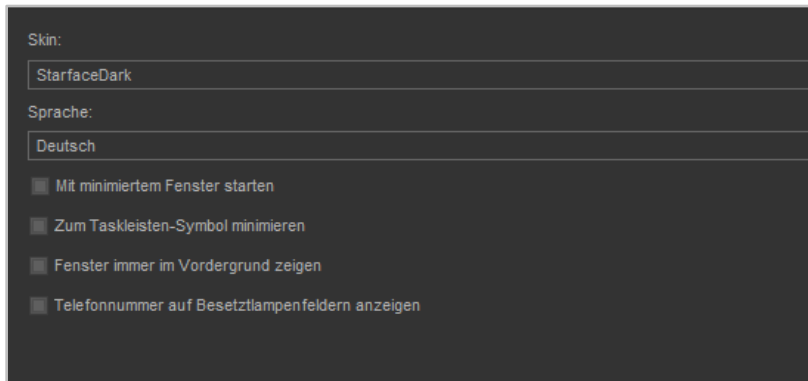 Skin:
StarfaceDark
Sprache:
Deutsch
Mit minimiertem Fenster starten
Zum Taskleisten-Symbol minimieren
Fenster immer im Vordergrund zeigen
Telefonnummer auf Besetztlampenfeldern anzeigen